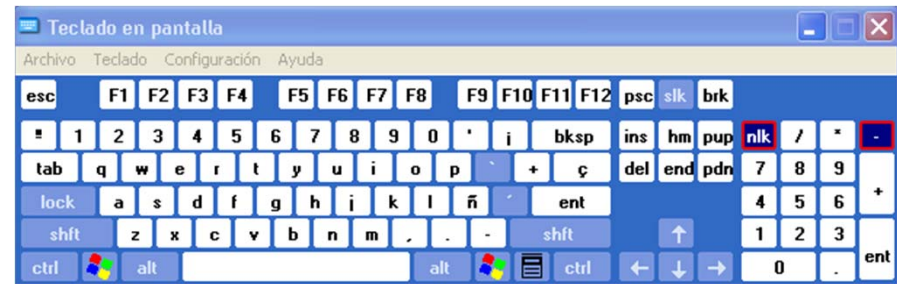 Teclado en pantalla
Archivo Teclado Configuración Ayuda
esc F1 F2 F3 F4 F5 F6 F7 F8 F9 F10 F11 F12 psc slk brk
1 2 3 4 5 6 7 8 9 0 ' ¡ bksp ins hm pup nlk / * -
tab q w e r t y u i o p ` + ç del end pdn 7 8 9 +
lock a s d f g h j k l ñ ´ ent 4 5 6
shft z x c v b n m , . - shft ↑ 1 2 3 ent
ctrl alt alt ctrl ← ↓ → 0 .